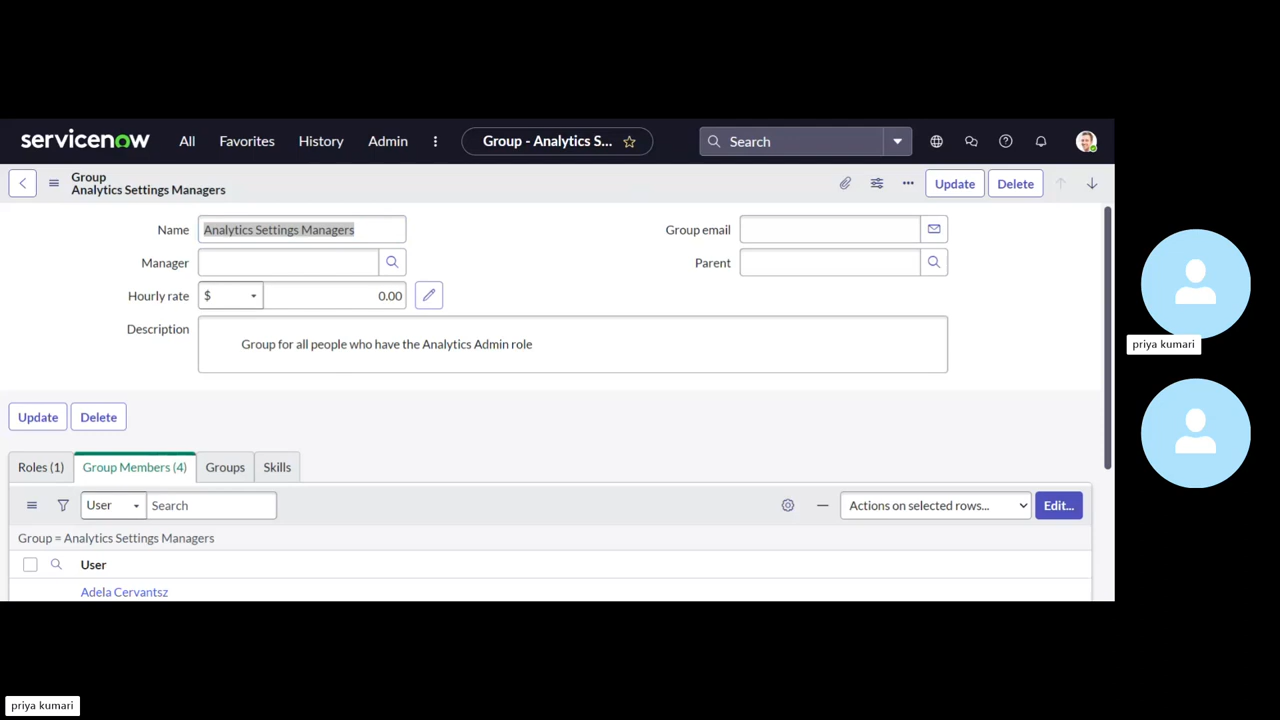 servicenow All Favorites History Admin Group - Analytics S... Search
Group
Analytics Settings Managers
Update Delete
Name Analytics Settings Managers Group email
Manager Parent
Hourly rate $ 0.00
Description Group for all people who have the Analytics Admin role
Update Delete
Roles (1) Group Members (4) Groups Skills
User Search Actions on selected rows... Edit...
Group = Analytics Settings Managers
User
Adela Cervantsz
priya kumari
priya kumari